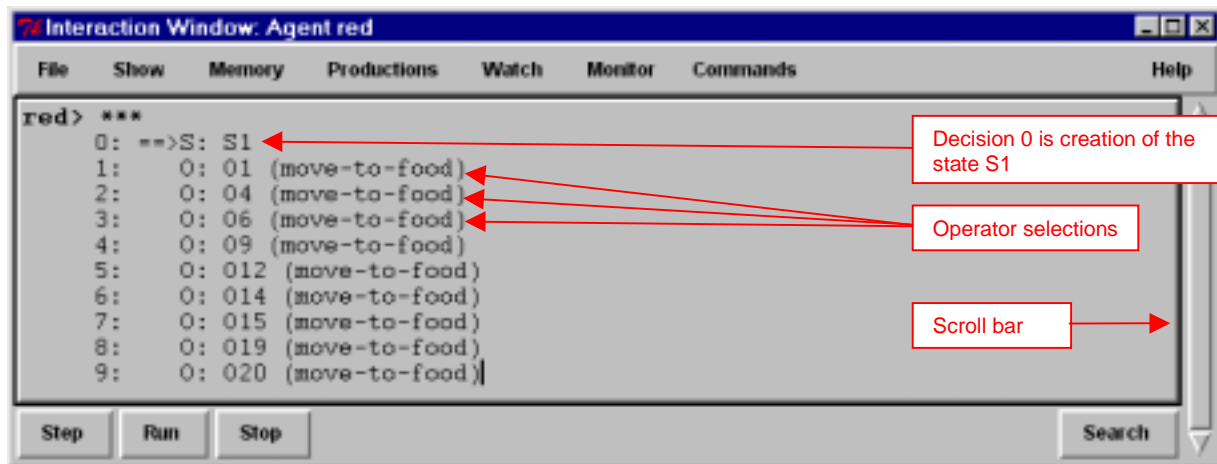 Interaction Window: Agent red
File Show Memory Productions Watch Monitor Commands Help
red> ***
0: ==>S: S1
1: O: O1 (move-to-food)
2: O: O4 (move-to-food)
3: O: O6 (move-to-food)
4: O: O9 (move-to-food)
5: O: O12 (move-to-food)
6: O: O14 (move-to-food)
7: O: O15 (move-to-food)
8: O: O19 (move-to-food)
9: O: O20 (move-to-food)
Decision 0 is creation of the
state S1
Operator selections
Scroll bar
Step Run Stop Search